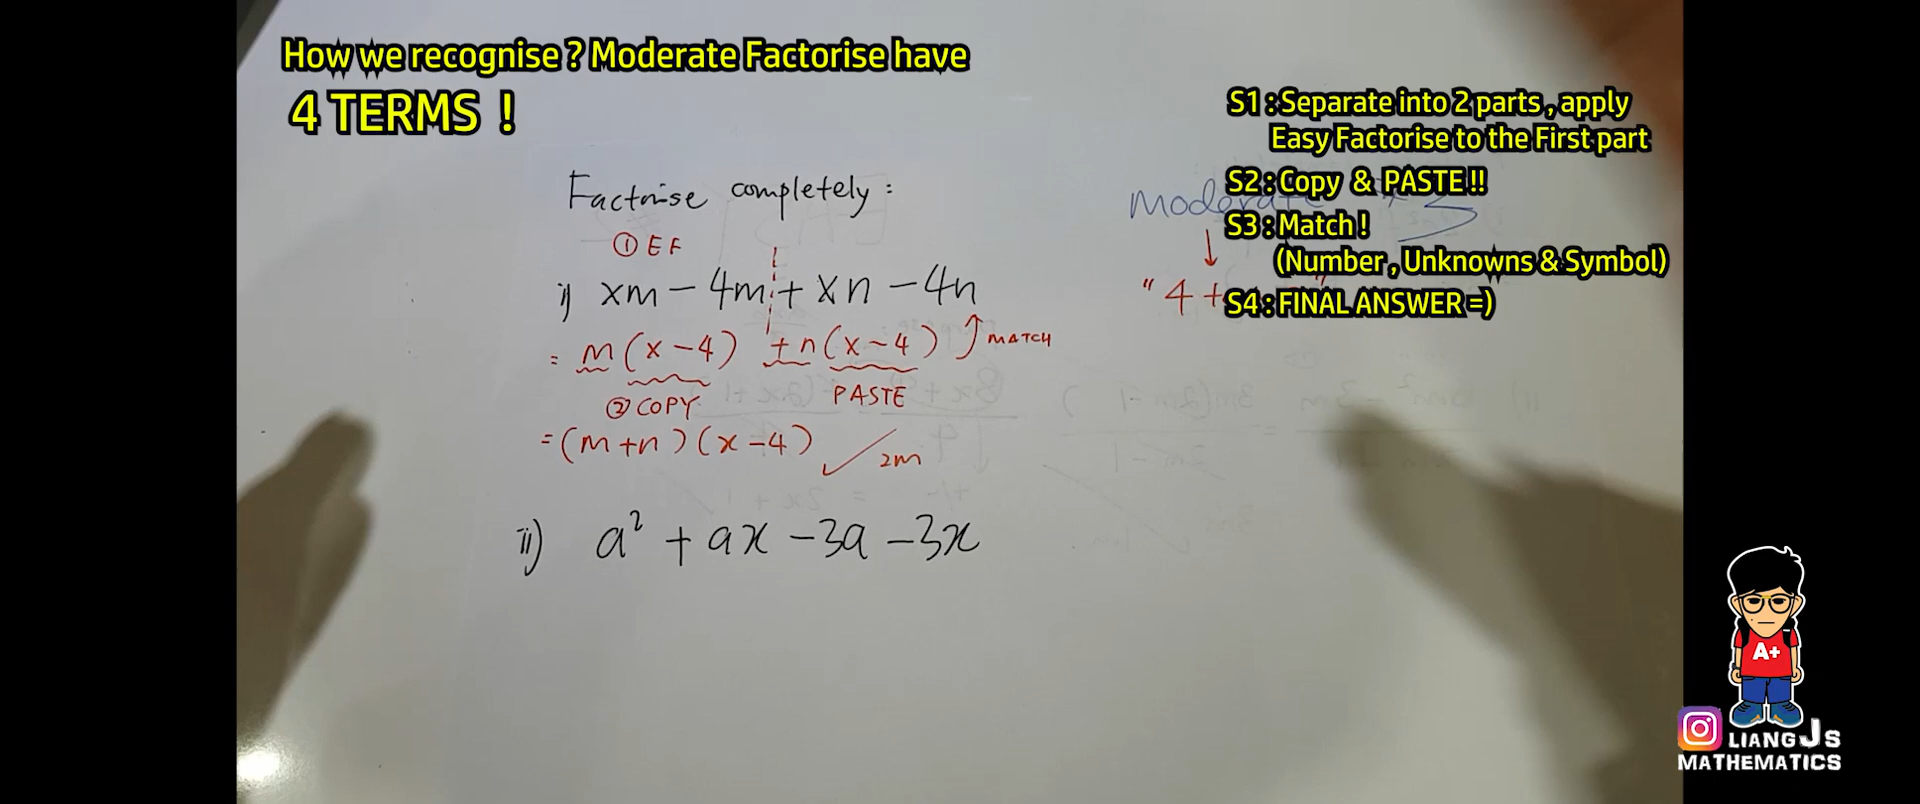 How we recognise ? Moderate Factorise have
4 TERMS !
S1 : Separate into 2 parts , apply
Easy Factorise to the First part
S2 : Copy & PASTE !!
S3 : Match !
(Number , Unknowns & Symbol)
S4 : FINAL ANSWER =)
Moderate
"4
Factorise completely :
① EF
i) xm - 4m + xn - 4n
= m(x-4) +n(x-4) MATCH
② COPY PASTE
=(m+n)(x-4) ✓ 2m
ii) a² + ax - 3a - 3x
A+
LIANGJS
MATHEMATICS